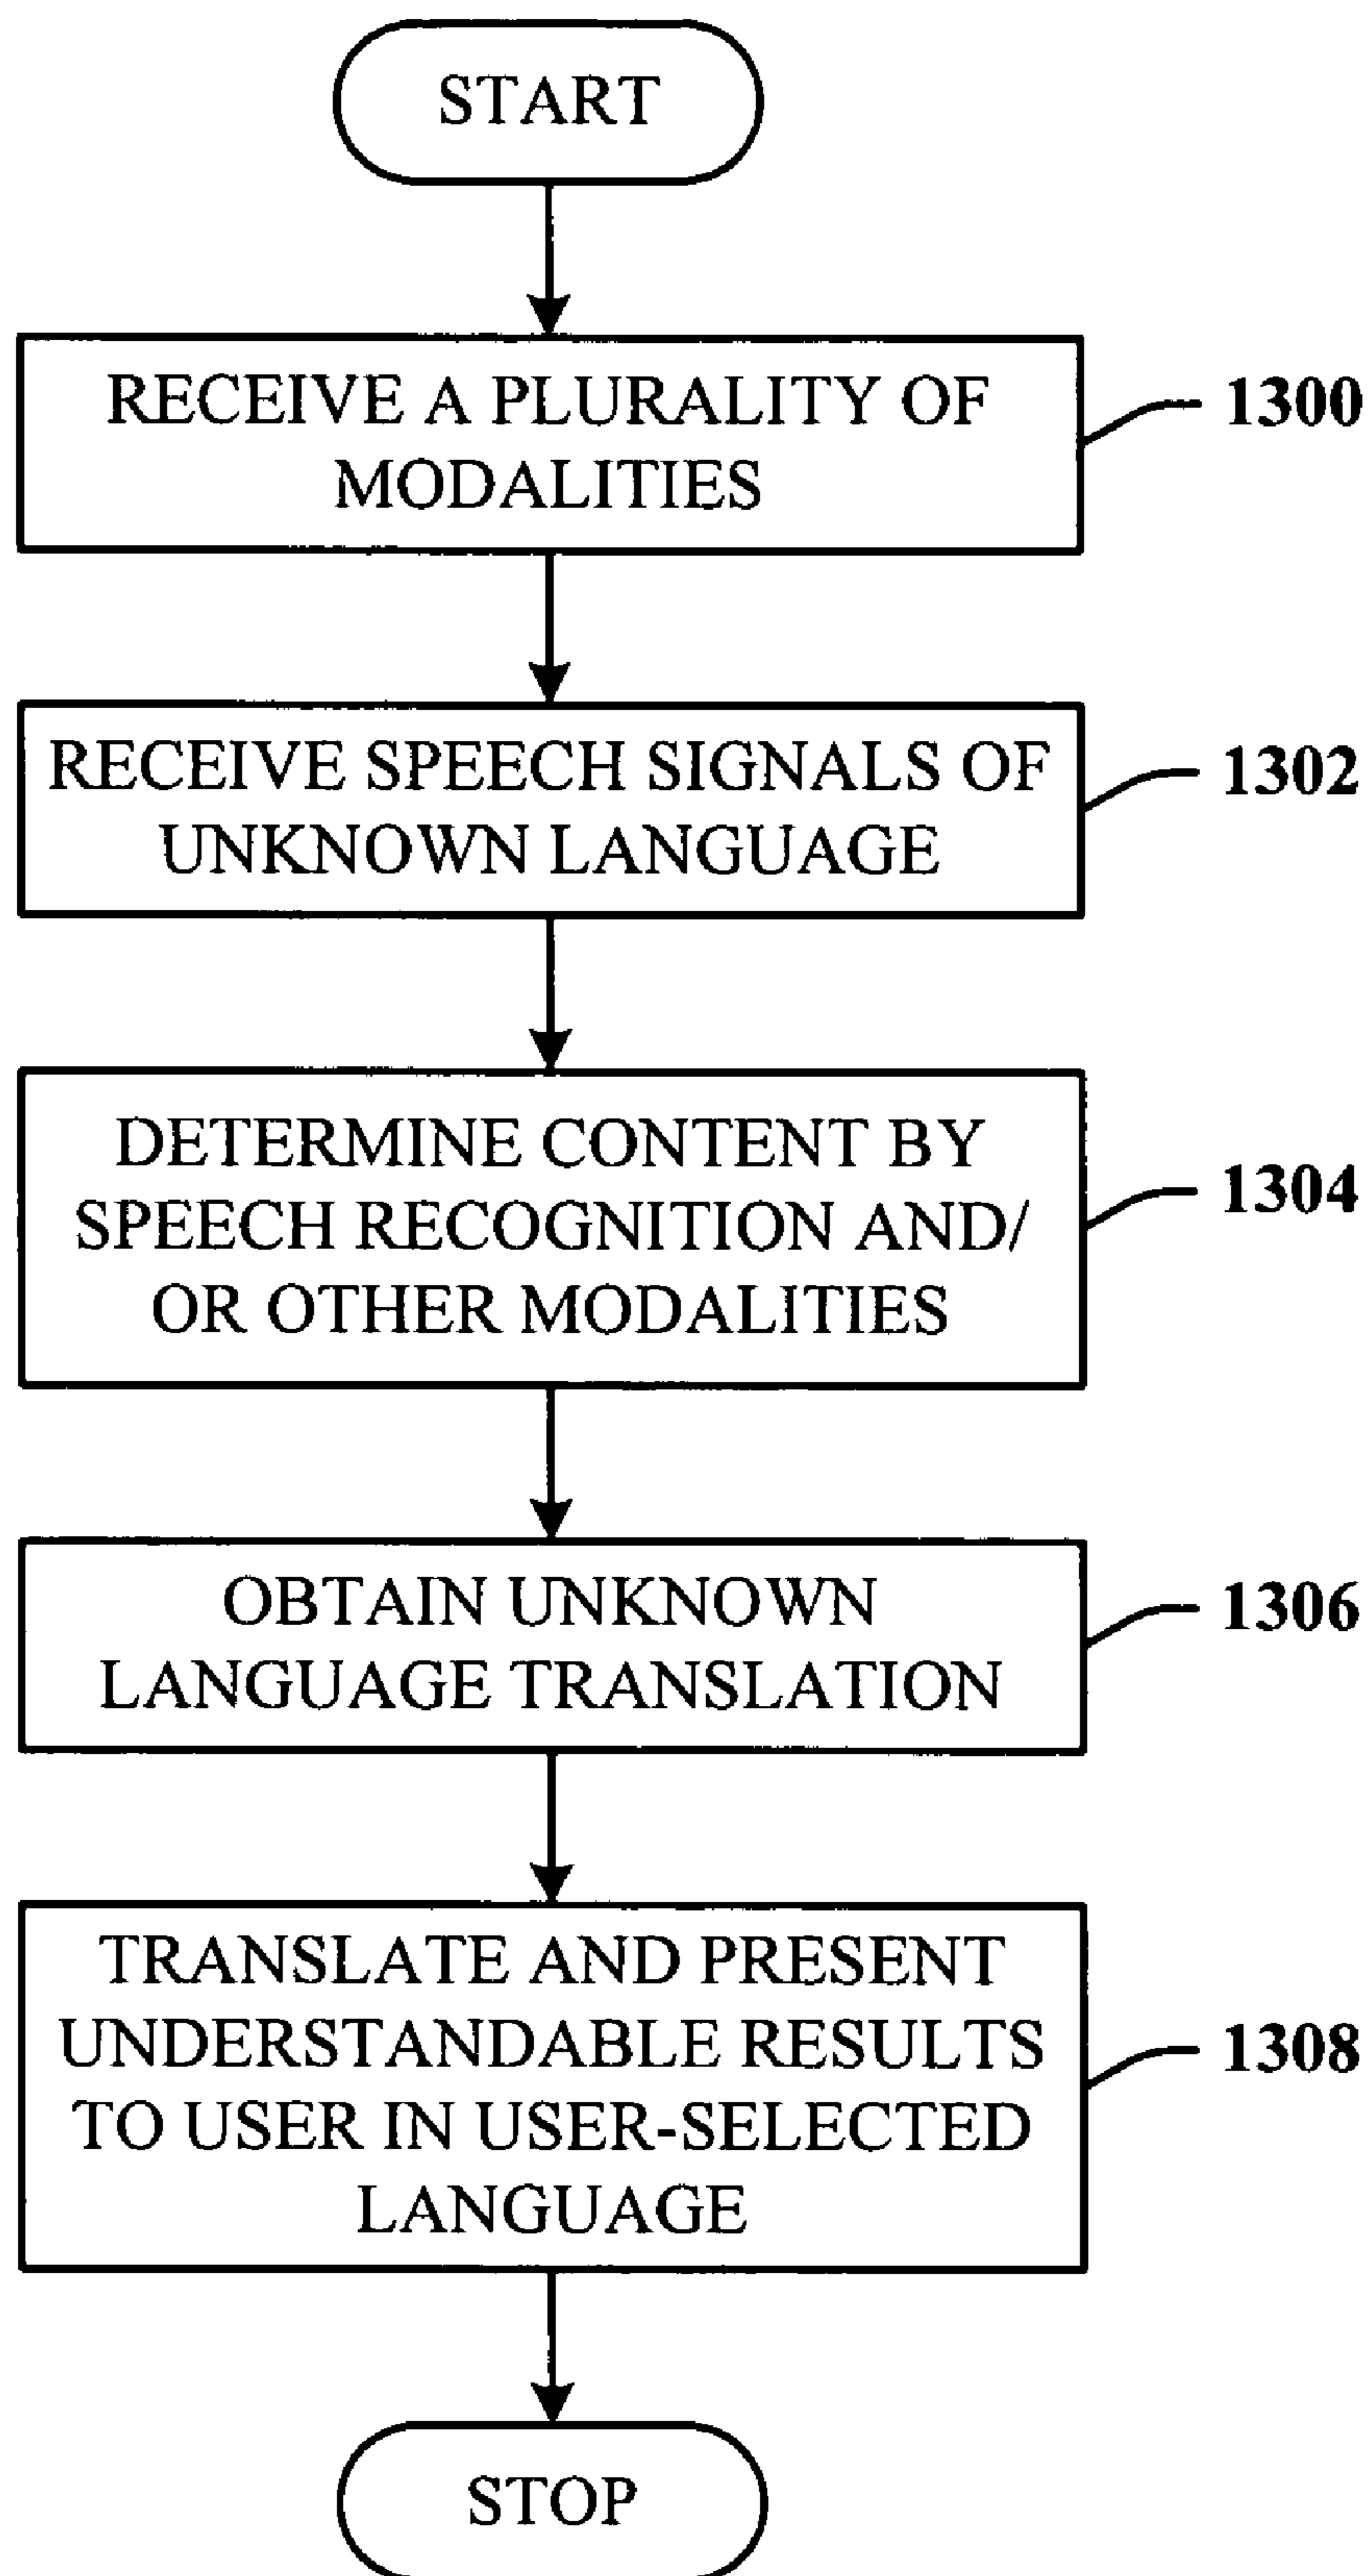 START
RECEIVE A PLURALITY OF
MODALITIES
1300
RECEIVE SPEECH SIGNALS OF
UNKNOWN LANGUAGE
1302
DETERMINE CONTENT BY
SPEECH RECOGNITION AND/
OR OTHER MODALITIES
1304
OBTAIN UNKNOWN
LANGUAGE TRANSLATION
1306
TRANSLATE AND PRESENT
UNDERSTANDABLE RESULTS
TO USER IN USER-SELECTED
LANGUAGE
1308
STOP